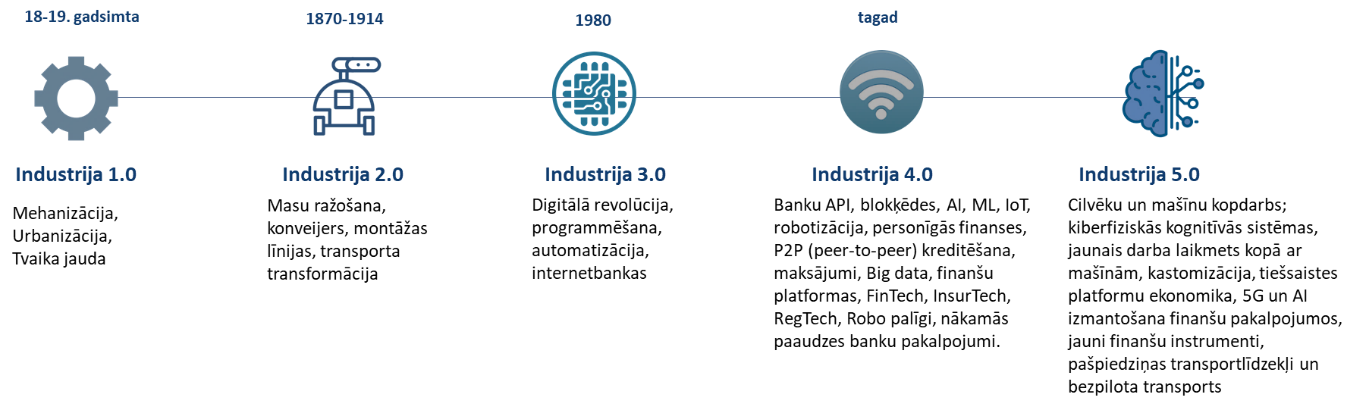 18-19. gadsimta
1870-1914
1980
tagad
Industrija 1.0
Mehanizācija,
Urbanizācija,
Tvaika jauda
Industrija 2.0
Masu ražošana,
konveijers, montāžas
līnijas, transporta
transformācija
Industrija 3.0
Digitālā revolūcija,
programmēšana,
automatizācija,
internetbankas
Industrija 4.0
Banku API, blokķēdes, AI, ML, IoT,
robotizācija, personīgās finanses,
P2P (peer-to-peer) kreditēšana,
maksājumi, Big data, finanšu
platformas, FinTech, InsurTech,
RegTech, Robo palīgi, nākamās
paaudzes banku pakalpojumi.
Industrija 5.0
Cilvēku un mašīnu kopdarbs;
kiberfiziskās kognitīvās sistēmas,
jaunais darba laikmets kopā ar
mašīnām, kastomizācija, tiešsaistes
platformu ekonomika, 5G un AI
izmantošana finanšu pakalpojumos,
jauni finanšu instrumenti,
pašpiedziņas transportlīdzekļi un
bezpilota transports